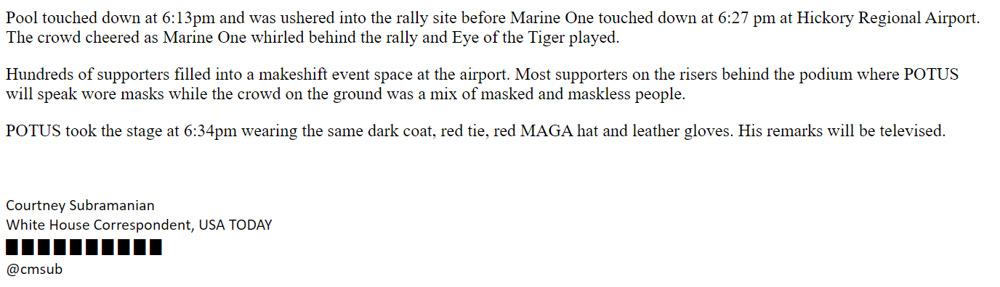 Pool touched down at 6:13pm and was ushered into the rally site before Marine One touched down at 6:27 pm at Hickory Regional Airport.
The crowd cheered as Marine One whirled behind the rally and Eye of the Tiger played.
Hundreds of supporters filled into a makeshift event space at the airport. Most supporters on the risers behind the podium where POTUS
will speak wore masks while the crowd on the ground was a mix of masked and maskless people.
POTUS took the stage at 6:34pm wearing the same dark coat, red tie, red MAGA hat and leather gloves. His remarks will be televised.
Courtney Subramanian
White House Correspondent, USA TODAY
██████████
@cmsub